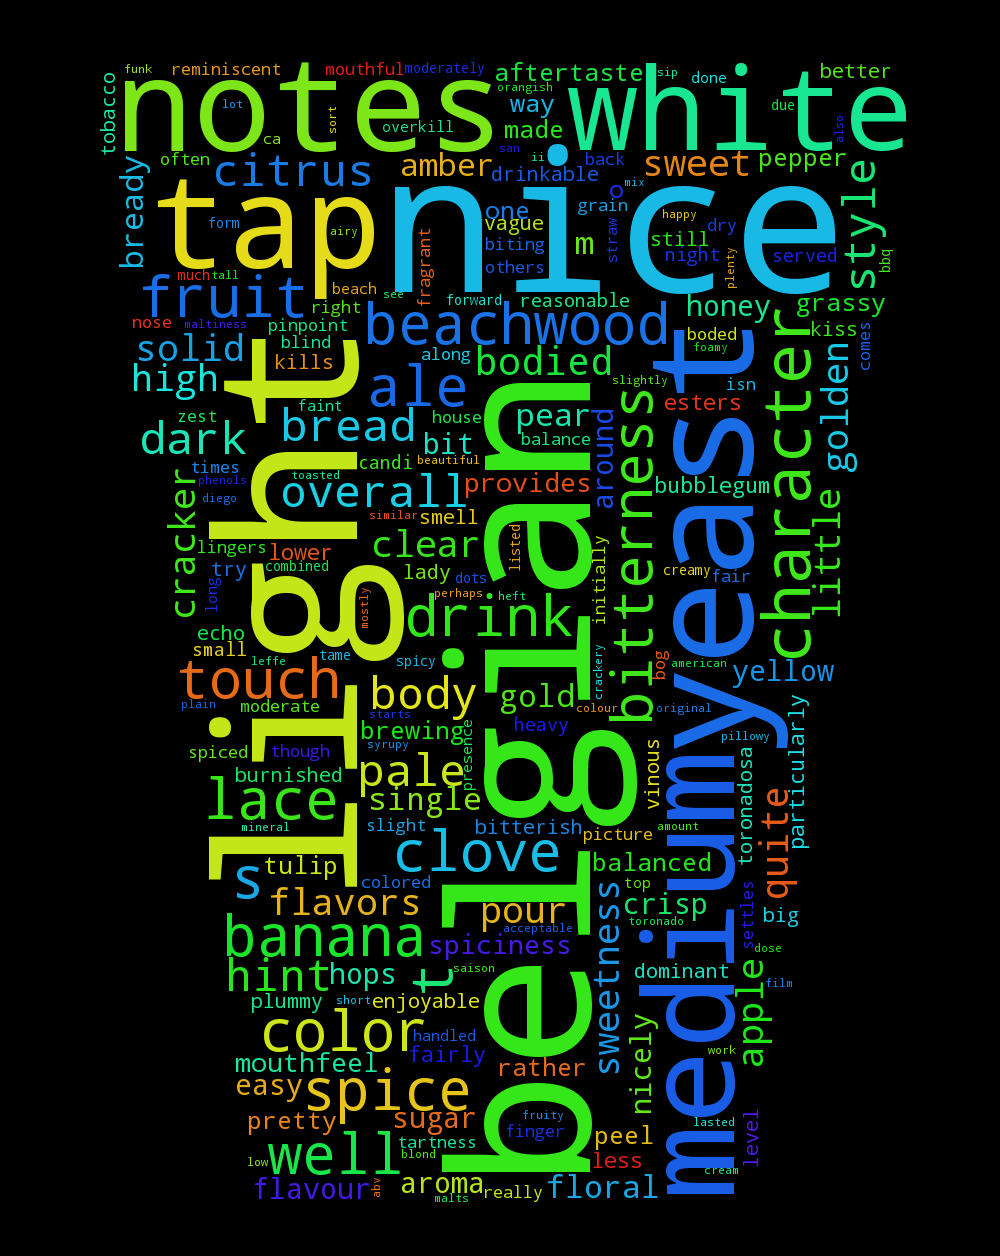 funk reminiscent mouthful moderately aftertaste sip done better
notes white
tobacco lot sort overkill ca orangish way made due also
often citrus amber san ii back sweet pepper
bready tap nice drinkable mix style
form airy one vague grain o happy dry
biting m straw still night served bbq
others plenty
much tall beach fragrant
fruit right see forward reasonable honey grassy
nose maltiness pinpoint beachwood boded kiss comes
solid blind kills along bodied foamy
high light ale slightly isn golden
faint house pear esters character
zest bread bit balance around bitterness yeast
dark candi beautiful belgian
times toasted overall provides bubblegum little
phenols diego
cracker similar smell listed
lingers lower clear initially
try combined lady dots creamy fair
long mostly perhaps heft
echo drink
small tame
leffe spicy crackery bog american
touch yellow
plain moderate body gold colour original
starts
spiced though brewing syrupy presence heavy pillowy particularly
burnished pale vinous toronadosa
lace single quite
mineral slight bitterish picture amount
tulip clove balanced mediumy
s colored top
flavors pour crisp settles big
banana spiciness acceptable toronado
hint hops t saison sweetness dominant dose
plummy short enjoyable apple film
color handled
mouthfeel fairly nicely work
easy spice rather
pretty sugar fruity lasted
finger peel level
well tartness
low blond less
flavour abv aroma really floral cream
malts